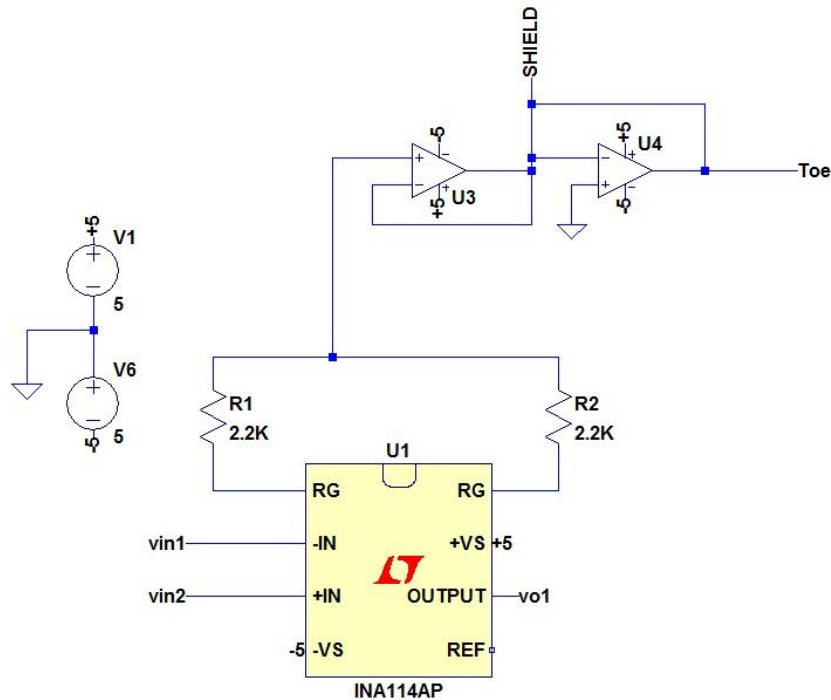 SHIELD
-5
+5
U4
+
-
-
+
-
+
U3
+5
-
+
-5
Toe
+5
V1
+
-
5
V6
+
-
5
-5
R1
2.2K
R2
2.2K
U1
RG
RG
vin1
-IN
+VS
+5
vin2
+IN
OUTPUT
vo1
-5
-VS
REF
INA114AP